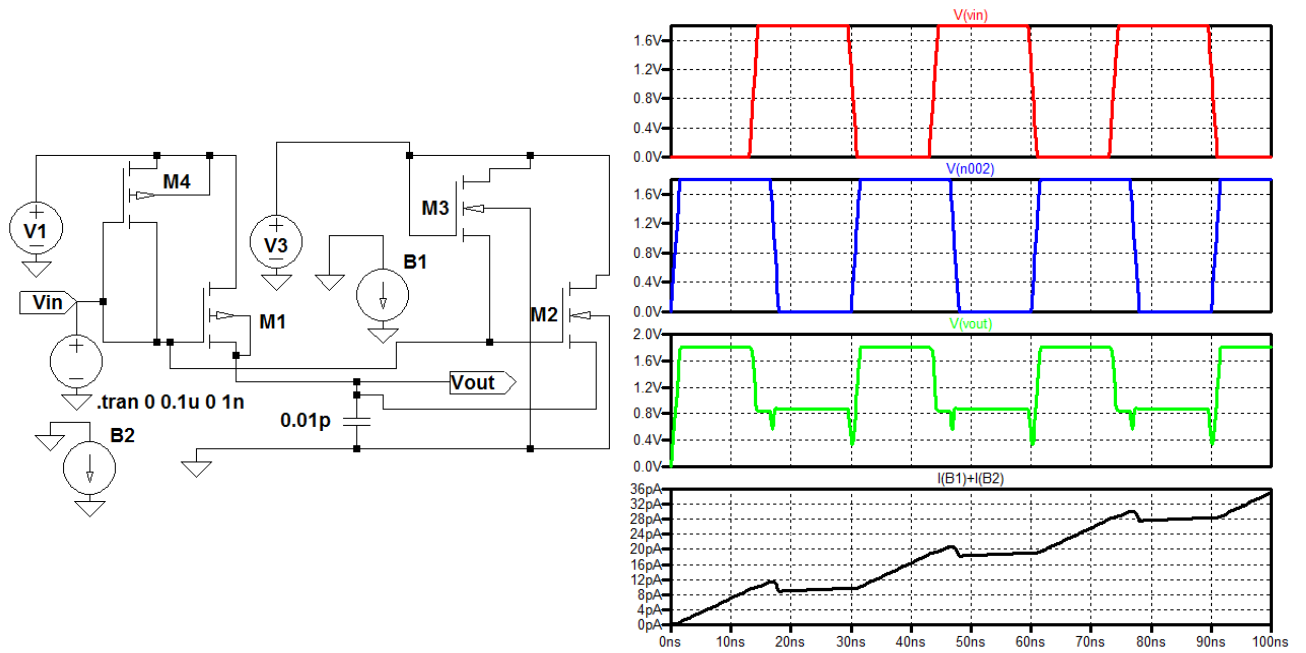 M4
V1
Vin
M1
.tran 0 0.1u 0 1n
B2
V3
B1
M3
M2
Vout
0.01p
V(vin)
1.6V
1.2V
0.8V
0.4V
0.0V
V(n002)
1.6V
1.2V
0.8V
0.4V
0.0V
V(vout)
2.0V
1.6V
1.2V
0.8V
0.4V
0.0V
I(B1)+I(B2)
36pA
32pA
28pA
24pA
20pA
16pA
12pA
8pA
4pA
0pA
0ns 10ns 20ns 30ns 40ns 50ns 60ns 70ns 80ns 90ns 100ns